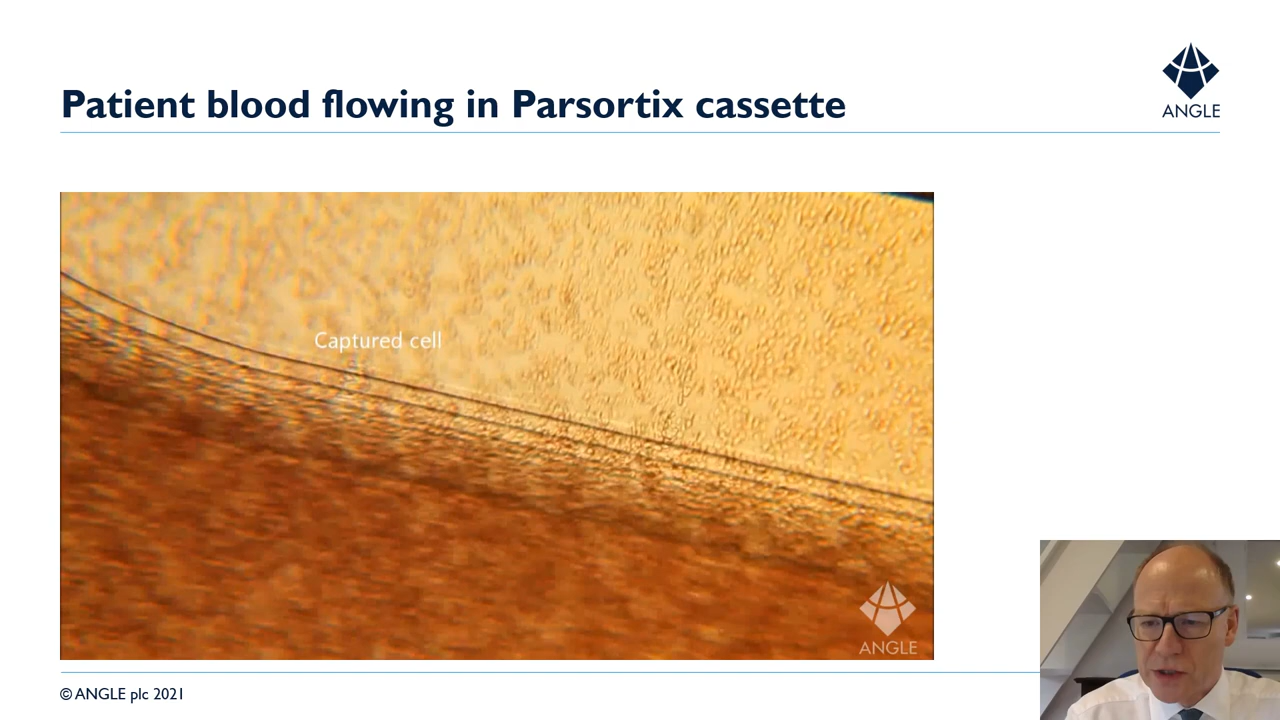 Patient blood flowing in Parsortix cassette
ANGLE
Captured cell
ANGLE
© ANGLE plc 2021